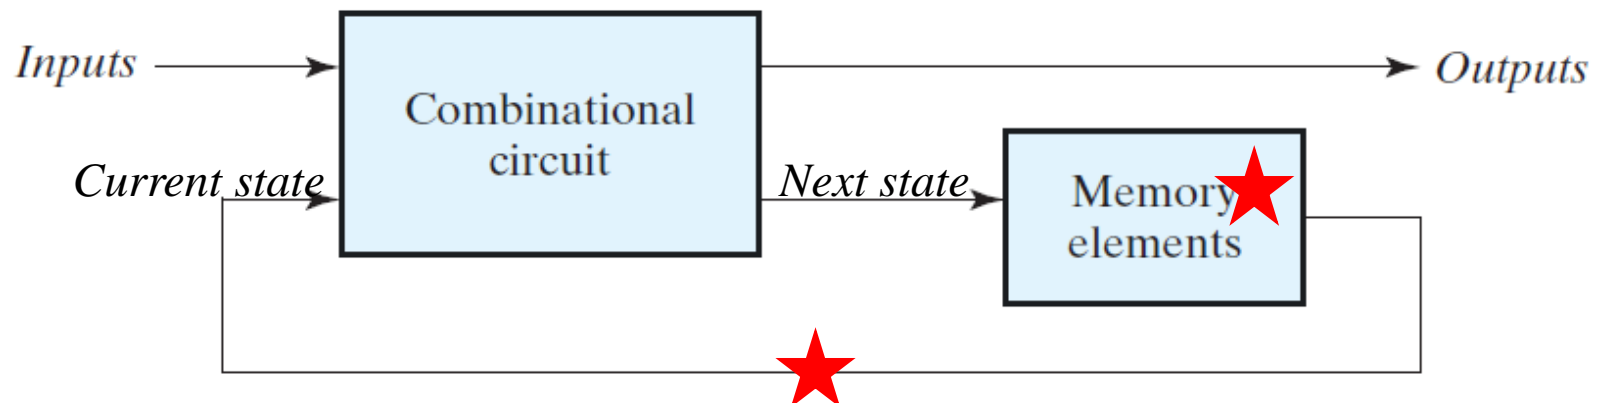 Inputs
Combinational
circuit
Outputs
Current state
Next state
Memory
elements